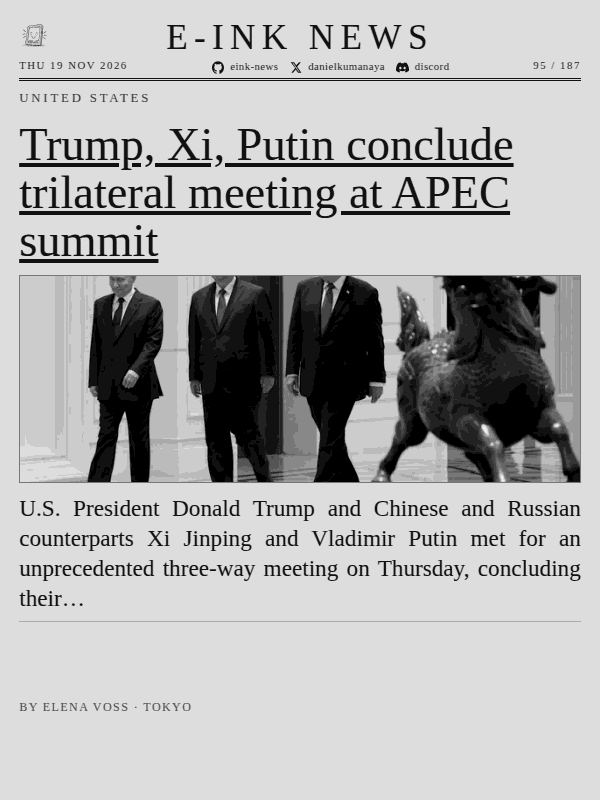 E-INK NEWS
THU 19 NOV 2026
eink-news
danielkumanaya
discord
95 / 187
UNITED STATES
Trump, Xi, Putin conclude
trilateral meeting at APEC
summit
U.S. President Donald Trump and Chinese and Russian
counterparts Xi Jinping and Vladimir Putin met for an
unprecedented three-way meeting on Thursday, concluding
their…
BY ELENA VOSS · TOKYO